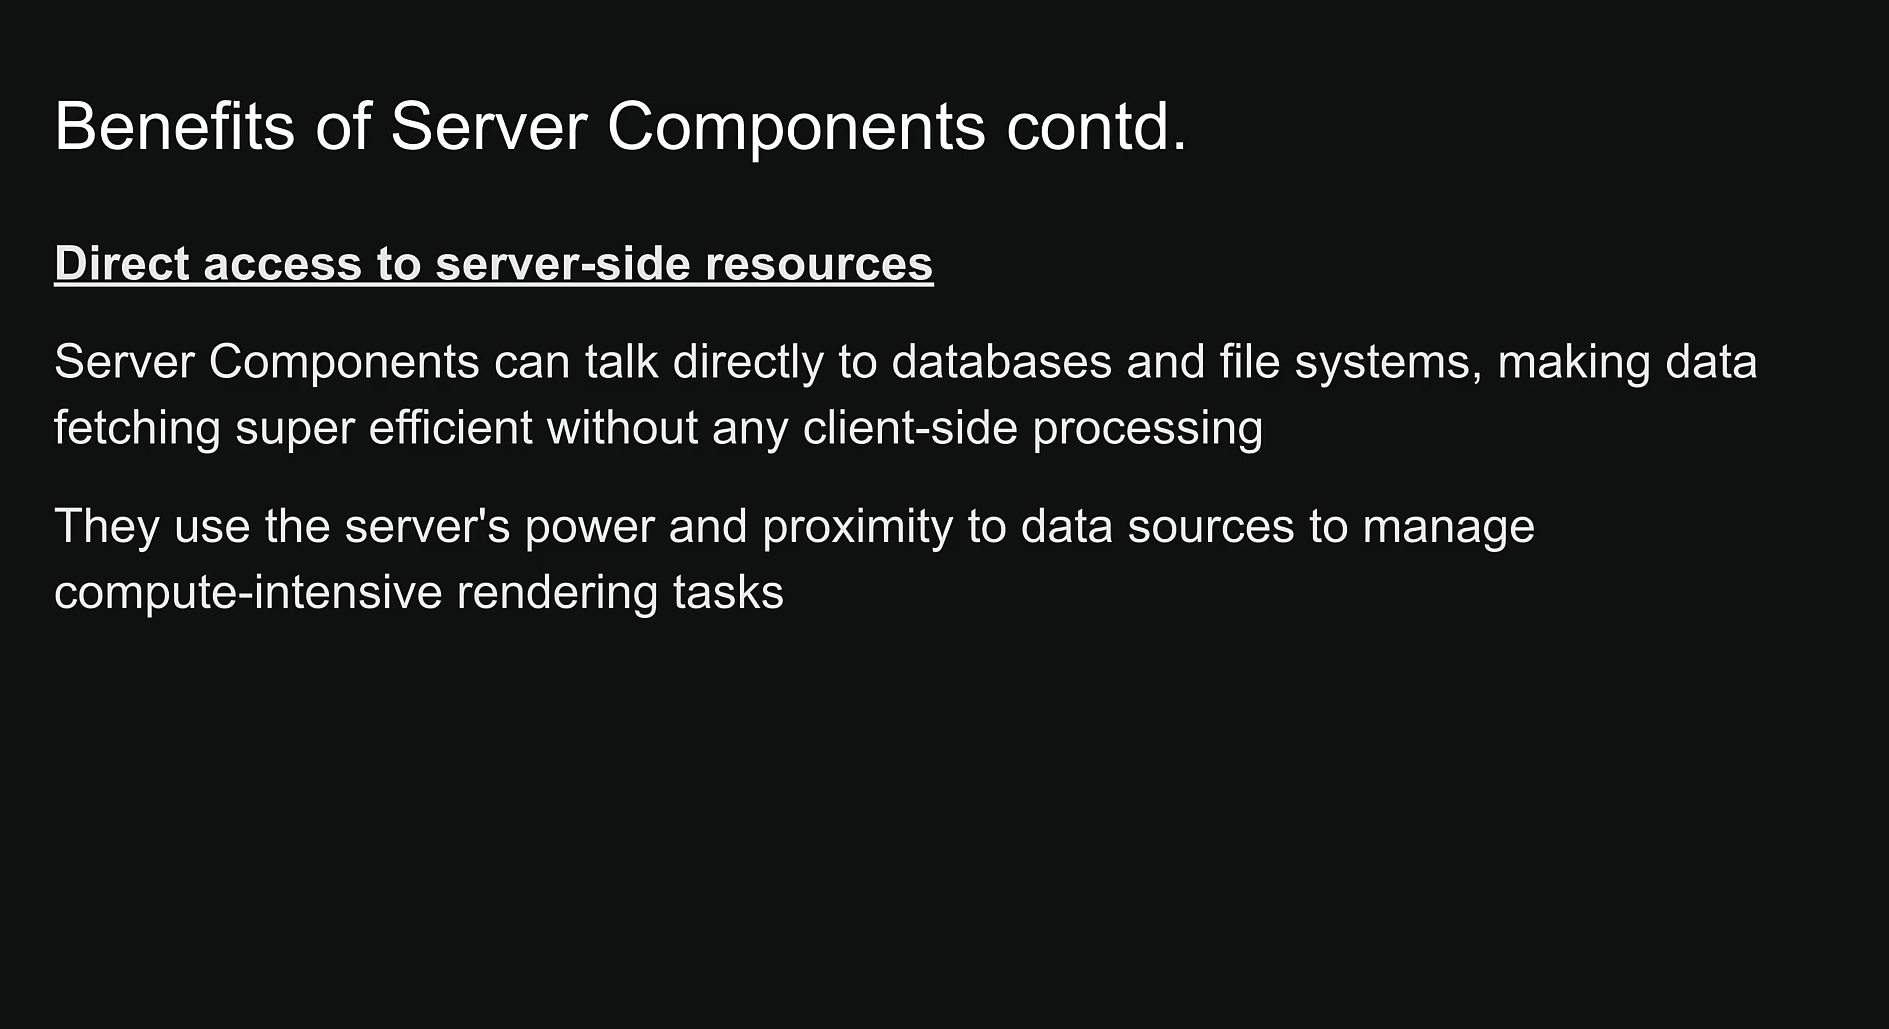 Benefits of Server Components contd.
Direct access to server-side resources
Server Components can talk directly to databases and file systems, making data
fetching super efficient without any client-side processing
They use the server's power and proximity to data sources to manage
compute-intensive rendering tasks